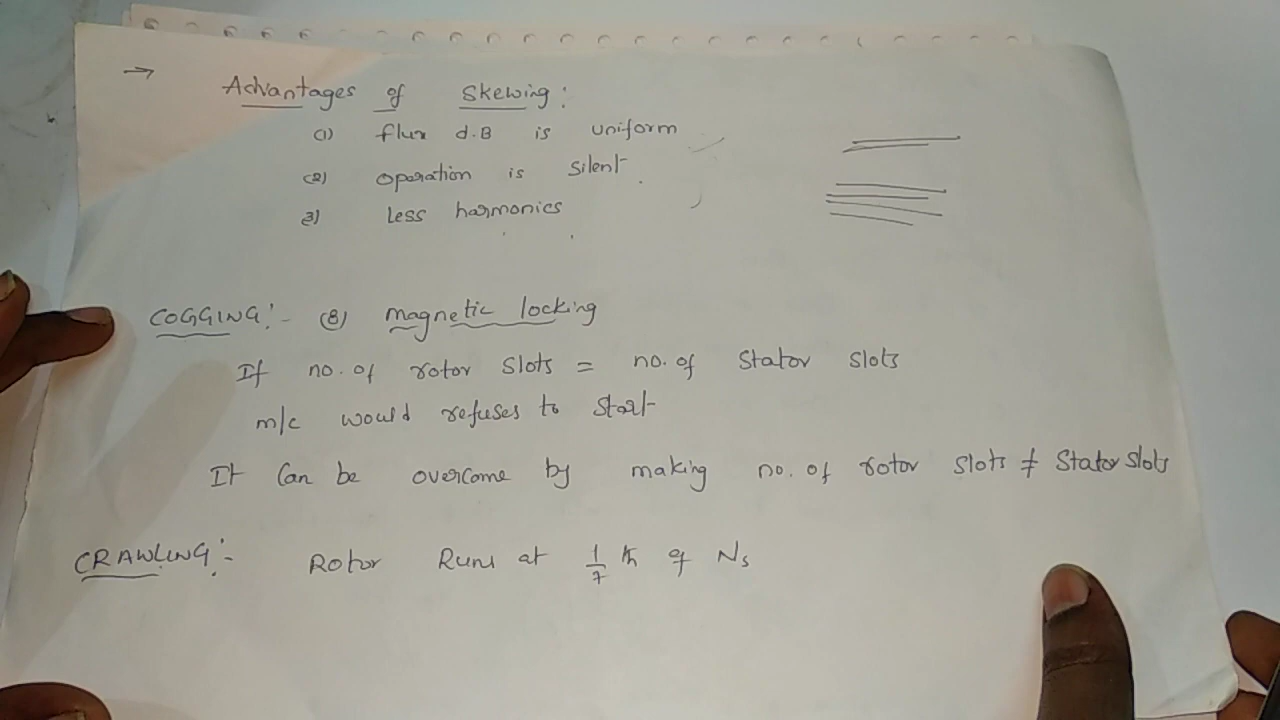 → Advantages of Skewing:
(1) flux d.B is uniform
(2) operation is silent.
3) Less harmonics
COGGING:- (8) magnetic locking
If no. of rotor slots = no. of stator slots
m/c would refuses to start
It can be overcome by making no. of rotor slots ≠ Stator slots
CRAWLING:- Rotor Runs at 1/7 th of Ns